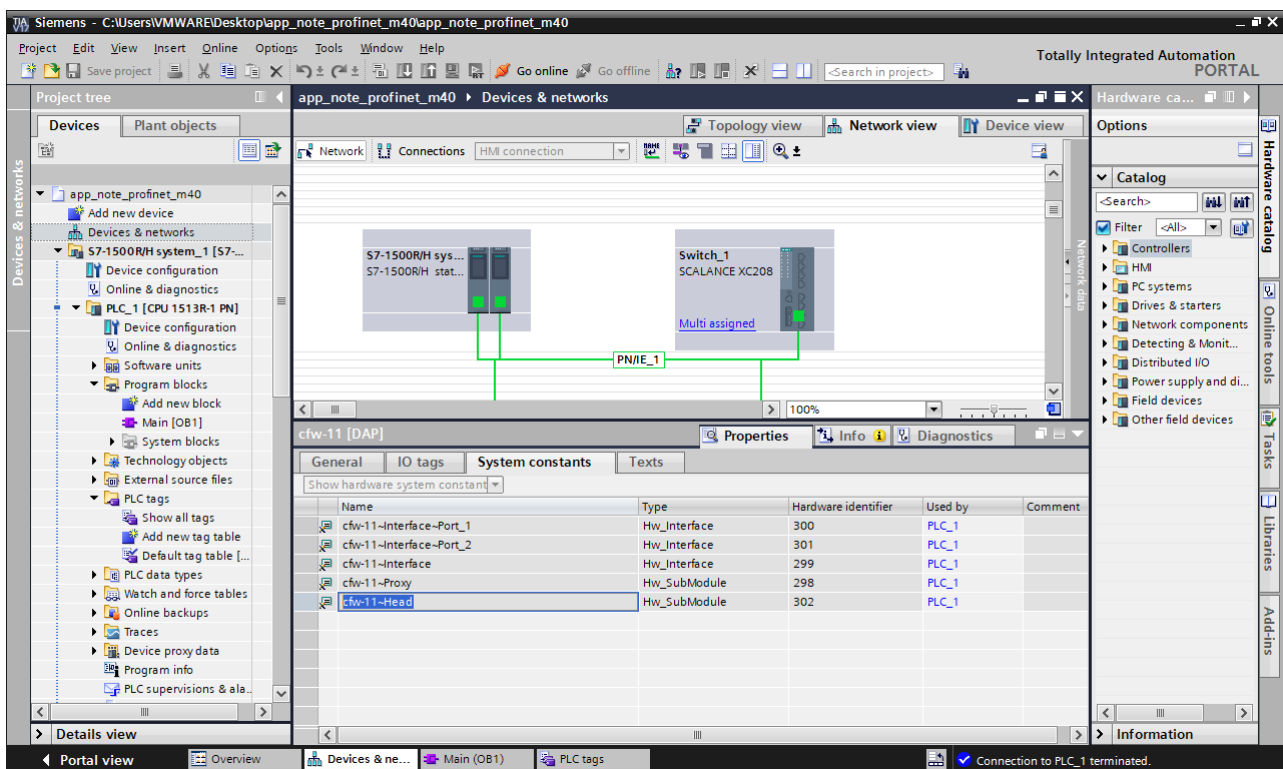 Siemens - C:\Users\VMWARE\Desktop\app_note_profinet_m40\app_note_profinet_m40
Project Edit View Insert Online Options Tools Window Help
Totally Integrated Automation
PORTAL
Save project
Go online
Go offline
<Search in project>
Project tree
Devices
Plant objects
Devices & networks
app_note_profinet_m40
Add new device
Devices & networks
S7-1500R/H system_1 [S7-...
Device configuration
Online & diagnostics
PLC_1 [CPU 1513R-1 PN]
Device configuration
Online & diagnostics
Software units
Program blocks
Add new block
Main [OB1]
System blocks
Technology objects
External source files
PLC tags
Show all tags
Add new tag table
Default tag table [...
PLC data types
Watch and force tables
Online backups
Traces
Device proxy data
Program info
PLC supervisions & ala..
Details view
app_note_profinet_m40 Devices & networks
Topology view
Network view
Device view
Network
Connections
HMI connection
S7-1500R/H sys...
S7-1500R/H stat...
Switch_1
SCALANCE XC208
Multi assigned
PN/IE_1
Network data
100%
cfw-11 [DAP]
Properties
Info
Diagnostics
General
IO tags
System constants
Texts
Show hardware system constant
Name Type Hardware identifier Used by Comment
cfw-11~Interface~Port_1 Hw_Interface 300 PLC_1
cfw-11~Interface~Port_2 Hw_Interface 301 PLC_1
cfw-11~Interface Hw_Interface 299 PLC_1
cfw-11~Proxy Hw_SubModule 298 PLC_1
cfw-11~Head Hw_SubModule 302 PLC_1
Hardware ca...
Options
Catalog
<Search>
Filter
<All>
Controllers
HMI
PC systems
Drives & starters
Network components
Detecting & Monit...
Distributed I/O
Power supply and di...
Field devices
Other field devices
Information
Hardware catalog
Online tools
Tasks
Libraries
Add-ins
Portal view
Overview
Devices & ne...
Main (OB1)
PLC tags
Connection to PLC_1 terminated.